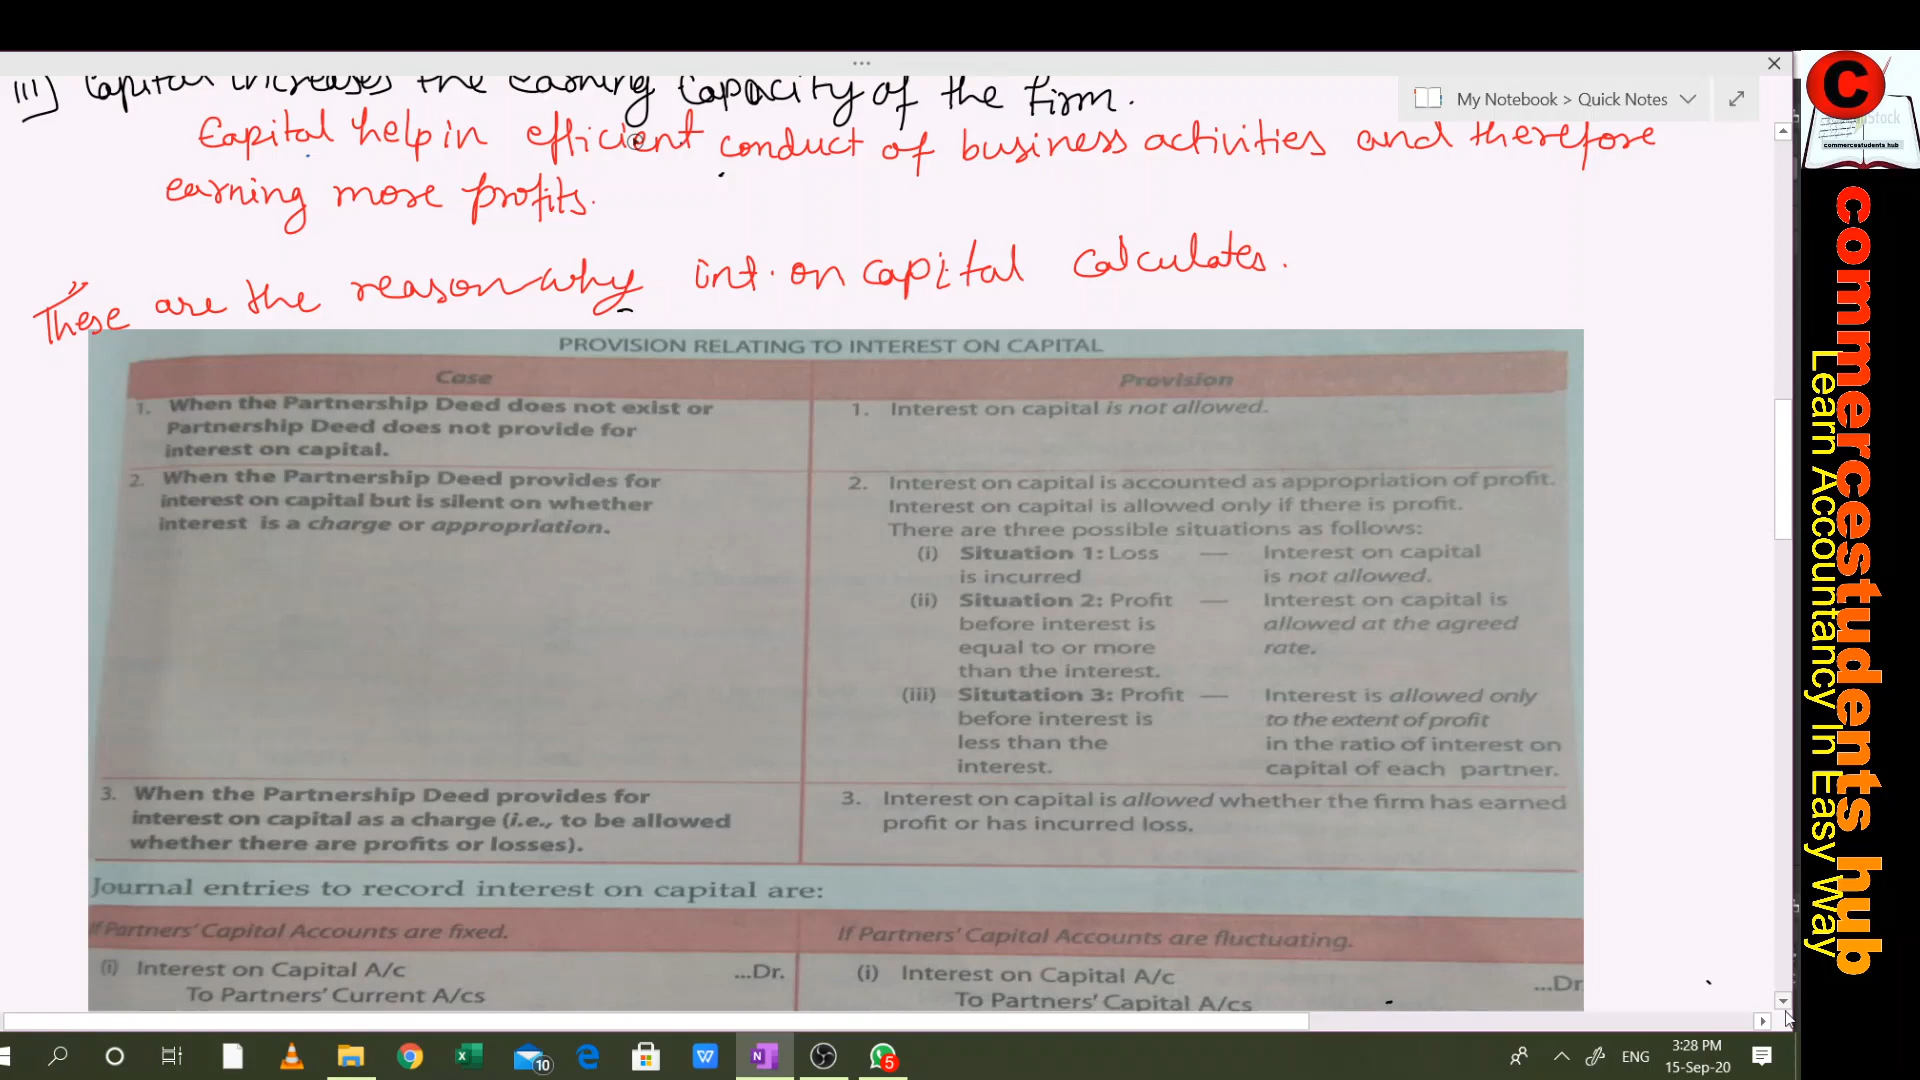 ...
My Notebook > Quick Notes
iii) Capital increases the earning capacity of the firm.
Capital help in efficient conduct of business activities and therefore
earning more profits.
These are the reason why int. on capital calculates.
PROVISION RELATING TO INTEREST ON CAPITAL
Case
Provision
1. When the Partnership Deed does not exist or
Partnership Deed does not provide for
interest on capital.
1. Interest on capital is not allowed.
2. When the Partnership Deed provides for
interest on capital but is silent on whether
interest is a charge or appropriation.
2. Interest on capital is accounted as appropriation of profit.
Interest on capital is allowed only if there is profit.
There are three possible situations as follows:
(i) Situation 1: Loss — Interest on capital
is incurred is not allowed.
(ii) Situation 2: Profit — Interest on capital is
before interest is allowed at the agreed
equal to or more rate.
than the interest.
(iii) Situtation 3: Profit — Interest is allowed only
before interest is to the extent of profit
less than the in the ratio of interest on
interest. capital of each partner.
3. When the Partnership Deed provides for
interest on capital as a charge (i.e., to be allowed
whether there are profits or losses).
3. Interest on capital is allowed whether the firm has earned
profit or has incurred loss.
Journal entries to record interest on capital are:
If Partners' Capital Accounts are fixed.
If Partners' Capital Accounts are fluctuating.
(i) Interest on Capital A/c ...Dr.
To Partners' Current A/cs
(i) Interest on Capital A/c ...Dr
To Partners' Capital A/cs
C
commercestudents hub
commercestudents hub
Learn Accountancy In Easy Way
10
5
ENG
3:28 PM
15-Sep-20